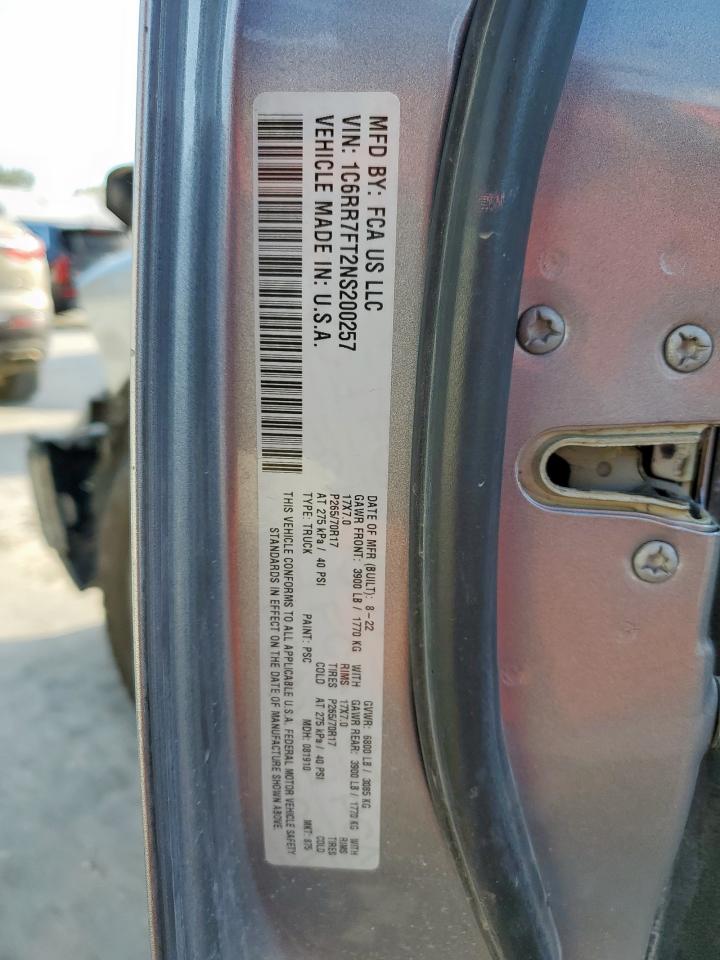 MFD BY: FCA US LLC
VIN: 1C6RR7FT2NS200257
VEHICLE MADE IN: U.S.A.
DATE OF MFR (BUILT): 8-22 GVWR: 6800 LB / 3085 KG
GAWR FRONT: 3900 LB / 1770 KG WITH GAWR REAR: 3900 LB / 1770 KG WITH
17X7.0 RIMS 17X7.0 RIMS
P265/70R17 TIRES P265/70R17 TIRES
AT 275 kPa / 40 PSI COLD AT 275 kPa / 40 PSI COLD
TYPE: TRUCK PAINT: PSC MDH: 081910 MKT: 875
THIS VEHICLE CONFORMS TO ALL APPLICABLE U.S.A. FEDERAL MOTOR VEHICLE SAFETY
STANDARDS IN EFFECT ON THE DATE OF MANUFACTURE SHOWN ABOVE.